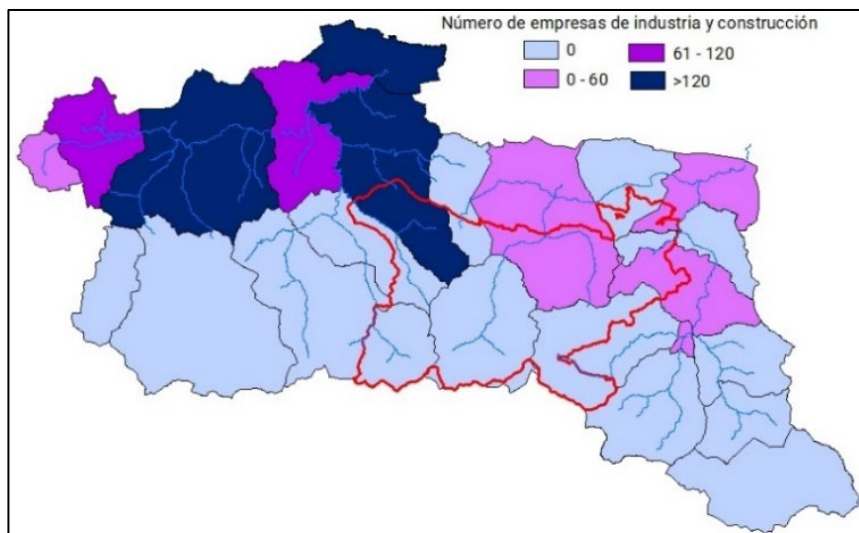 Número de empresas de industria y construcción
0 61 - 120
0 - 60 >120